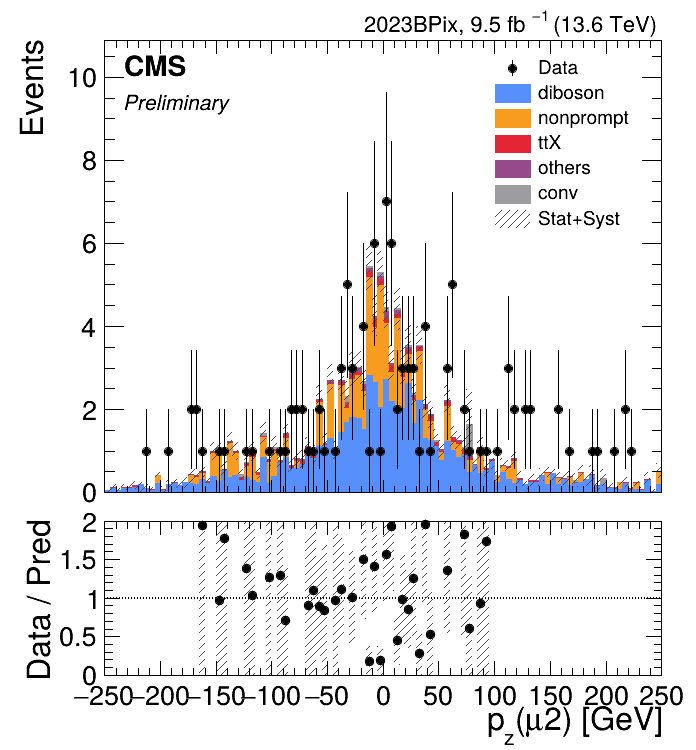 2023BPix, 9.5 fb⁻¹ (13.6 TeV)
CMS
Preliminary
Data
diboson
nonprompt
ttX
others
conv
Stat+Syst
Events
10
8
6
4
2
0
Data / Pred
2
1.5
1
0.5
0
−250 −200 −150 −100 −50 0 50 100 150 200 250
p_z(μ2) [GeV]